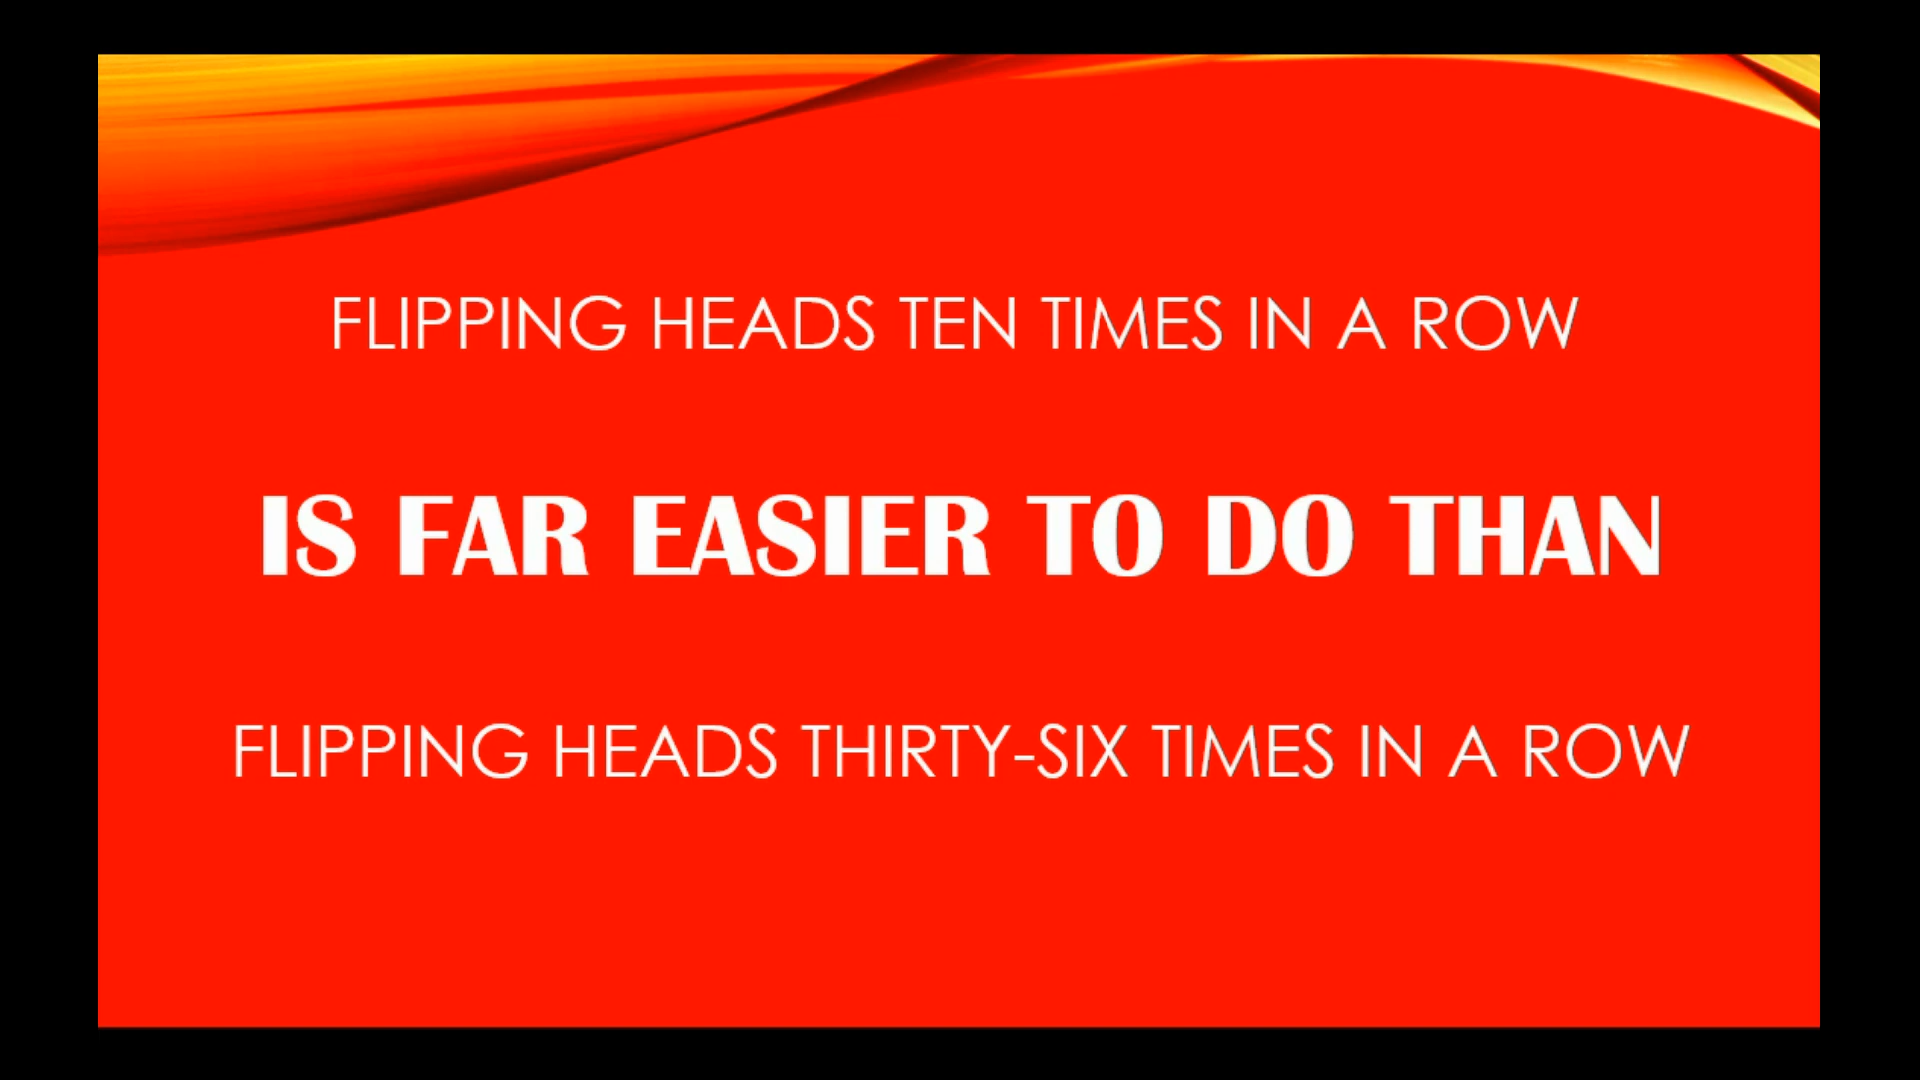 FLIPPING HEADS TEN TIMES IN A ROW
IS FAR EASIER TO DO THAN
FLIPPING HEADS THIRTY-SIX TIMES IN A ROW